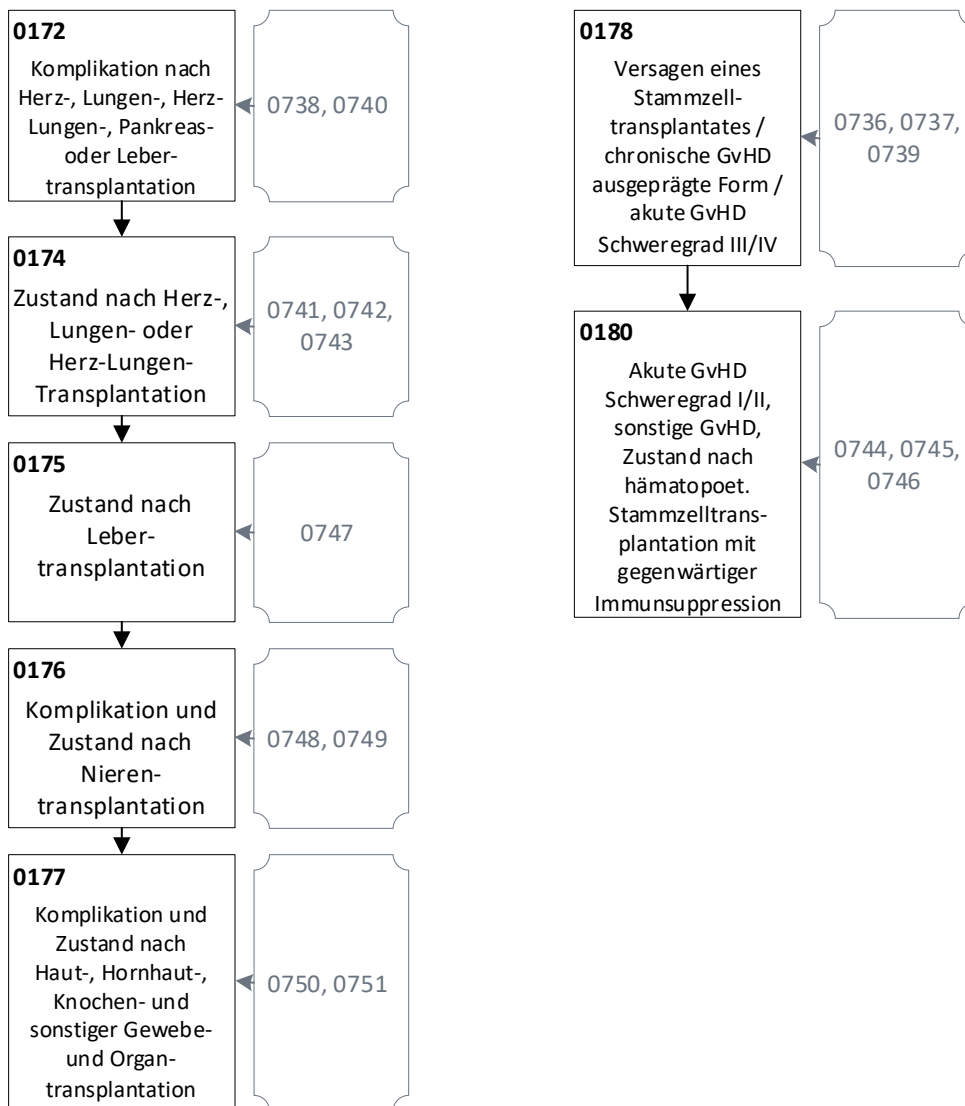 0172
Komplikation nach
Herz-, Lungen-, Herz-
Lungen-, Pankreas-
oder Leber-
transplantation
0738, 0740
0174
Zustand nach Herz-,
Lungen- oder
Herz-Lungen-
Transplantation
0741, 0742,
0743
0175
Zustand nach
Leber-
transplantation
0747
0176
Komplikation und
Zustand nach
Nieren-
transplantation
0748, 0749
0177
Komplikation und
Zustand nach
Haut-, Hornhaut-,
Knochen- und
sonstiger Gewebe-
und Organ-
transplantation
0750, 0751
0178
Versagen eines
Stammzell-
transplantates /
chronische GvHD
ausgeprägte Form /
akute GvHD
Schweregrad III/IV
0736, 0737,
0739
0180
Akute GvHD
Schweregrad I/II,
sonstige GvHD,
Zustand nach
hämatopoet.
Stammzelltrans-
plantation mit
gegenwärtiger
Immunsuppression
0744, 0745,
0746